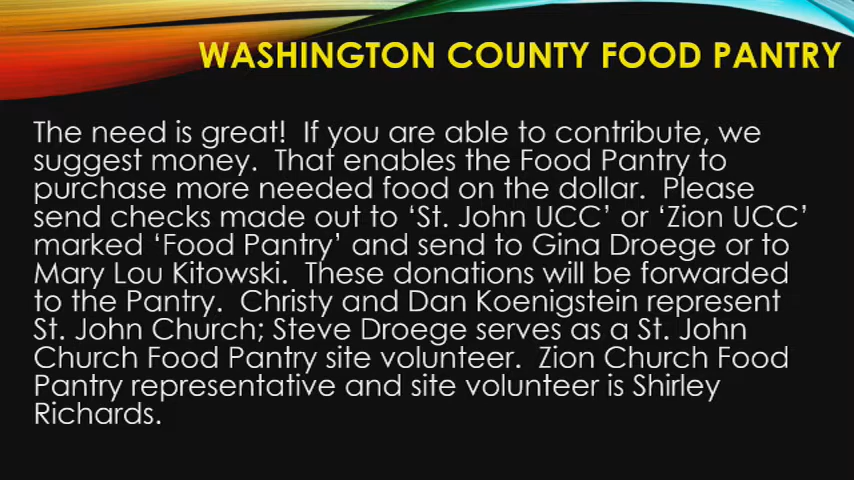 WASHINGTON COUNTY FOOD PANTRY
The need is great!  If you are able to contribute, we
suggest money.  That enables the Food Pantry to
purchase more needed food on the dollar.  Please
send checks made out to ‘St. John UCC’ or ‘Zion UCC’
marked ‘Food Pantry’ and send to Gina Droege or to
Mary Lou Kitowski.  These donations will be forwarded
to the Pantry.  Christy and Dan Koenigstein represent
St. John Church; Steve Droege serves as a St. John
Church Food Pantry site volunteer.  Zion Church Food
Pantry representative and site volunteer is Shirley
Richards.